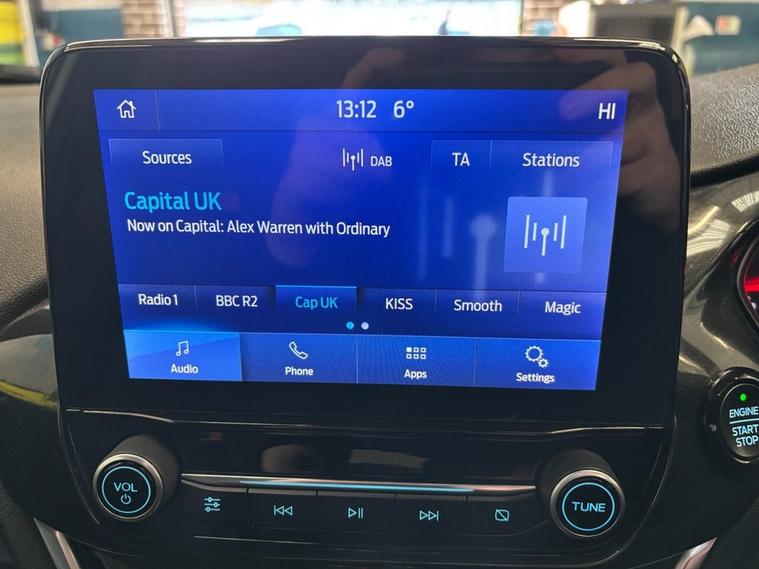 13:12 6° HI
Sources DAB TA Stations
Capital UK
Now on Capital: Alex Warren with Ordinary
Radio 1 BBC R2 Cap UK KISS Smooth Magic
Audio Phone Apps Settings
ENGINE
START
STOP
VOL
TUNE